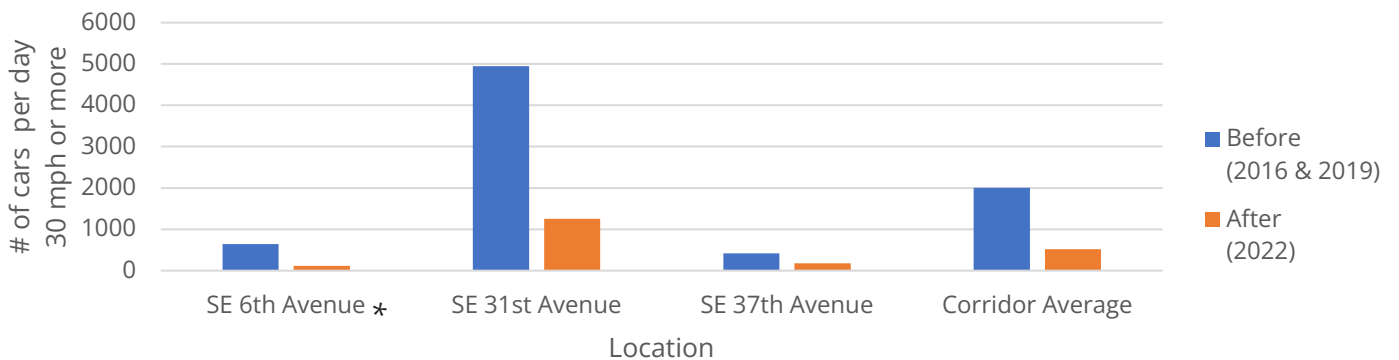 # of cars per day
30 mph or more
6000
5000
4000
3000
2000
1000
0
SE 6th Avenue *
SE 31st Avenue
SE 37th Avenue
Corridor Average
Location
Before
(2016 & 2019)
After
(2022)